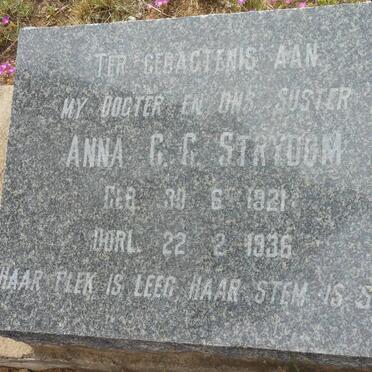 TER GEDAGTENIS AAN
MY DOGTER EN ONS SUSTER
ANNA C. C. STRYDOM
GEB. 30 6 1921
OORL. 22 2 1936
HAAR PLEK IS LEEG, HAAR STEM IS